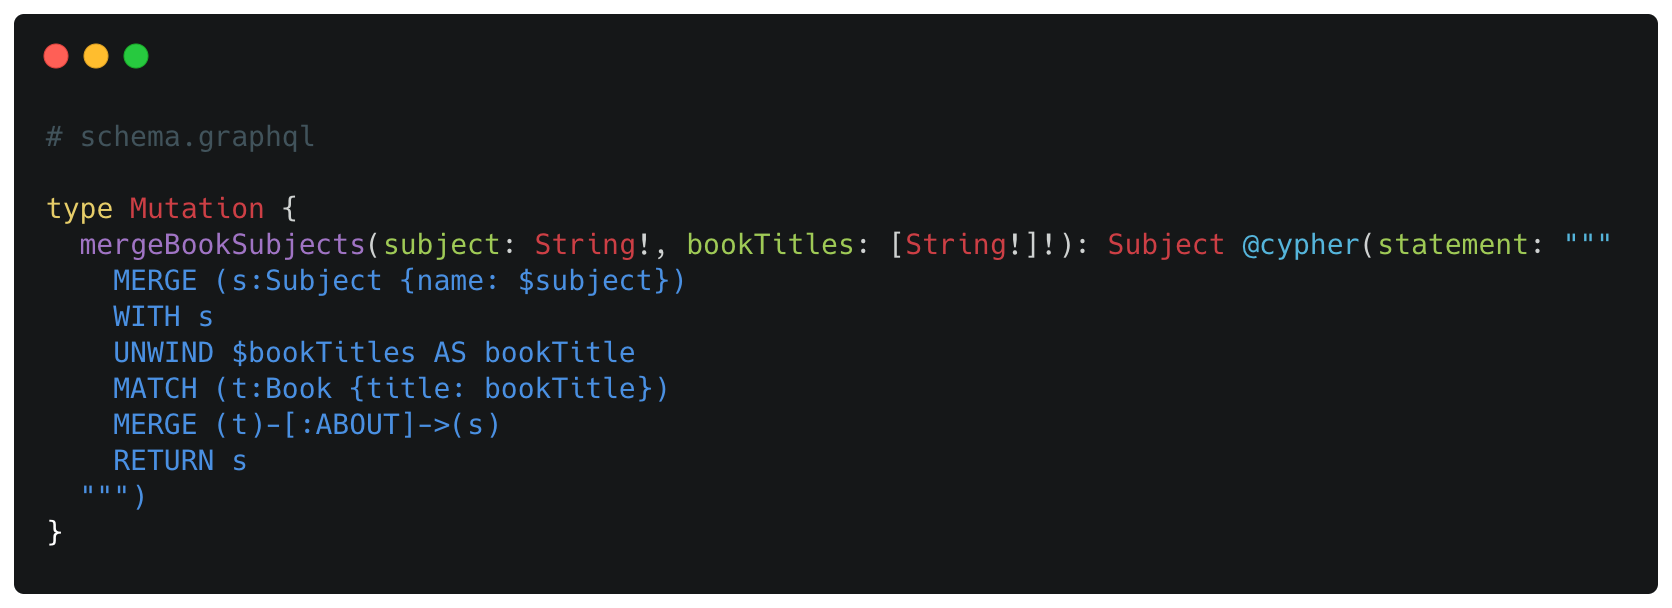 # schema.graphql
type Mutation {
  mergeBookSubjects(subject: String!, bookTitles: [String!]!): Subject @cypher(statement: """
    MERGE (s:Subject {name: $subject})
    WITH s
    UNWIND $bookTitles AS bookTitle
    MATCH (t:Book {title: bookTitle})
    MERGE (t)-[:ABOUT]->(s)
    RETURN s
  """)
}